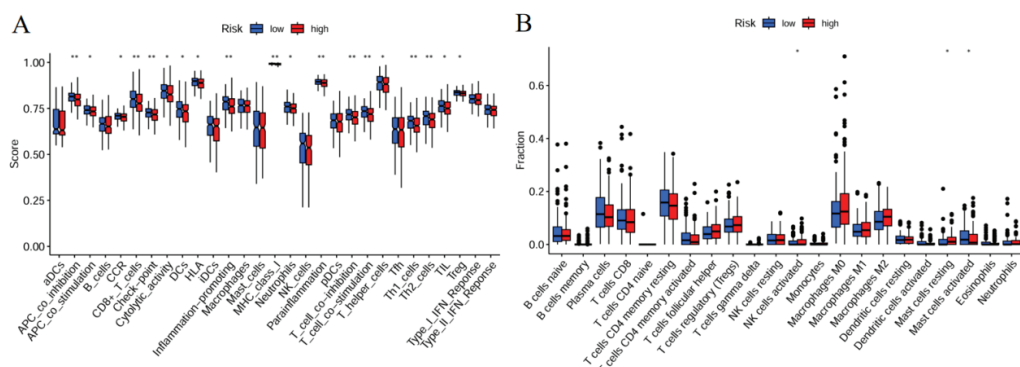 A
Risk low high
** * * ** ** * * * ** ** * ** ** ** * ** ** * *
1.00
0.75
0.50
0.25
0.00
Score
aDCs
APC_co_inhibition
APC_co_stimulation
B_cells
CCR
CD8+_T_cells
Check-point
Cytolytic_activity
DCs
HLA
iDCs
Inflammation-promoting
Macrophages
Mast_cells
MHC_class_I
Neutrophils
NK_cells
Parainflammation
pDCs
T_cell_co-inhibition
T_cell_co-stimulation
T_helper_cells
Tfh
Th1_cells
Th2_cells
TIL
Treg
Type_I_IFN_Response
Type_II_IFN_Response
B
Risk low high
* * *
0.6
0.4
0.2
0.0
Fraction
B cells naive
B cells memory
Plasma cells
T cells CD8
T cells CD4 naive
T cells CD4 memory resting
T cells CD4 memory activated
T cells follicular helper
T cells regulatory (Tregs)
T cells gamma delta
NK cells resting
NK cells activated
Monocytes
Macrophages M0
Macrophages M1
Macrophages M2
Dendritic cells resting
Dendritic cells activated
Mast cells resting
Mast cells activated
Eosinophils
Neutrophils